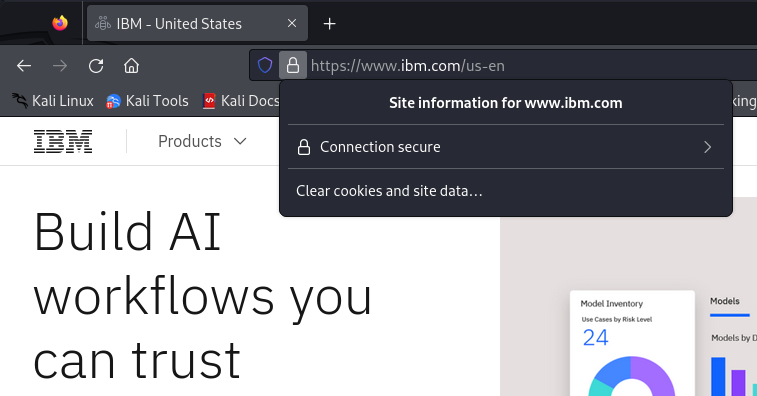 IBM - United States
https://www.ibm.com/us-en
Kali Linux Kali Tools Kali Docs
Site information for www.ibm.com
Connection secure
Clear cookies and site data...
IBM Products
Build AI
workflows you
can trust
Model Inventory
Use Cases by Risk Level
24
Models
Models by D